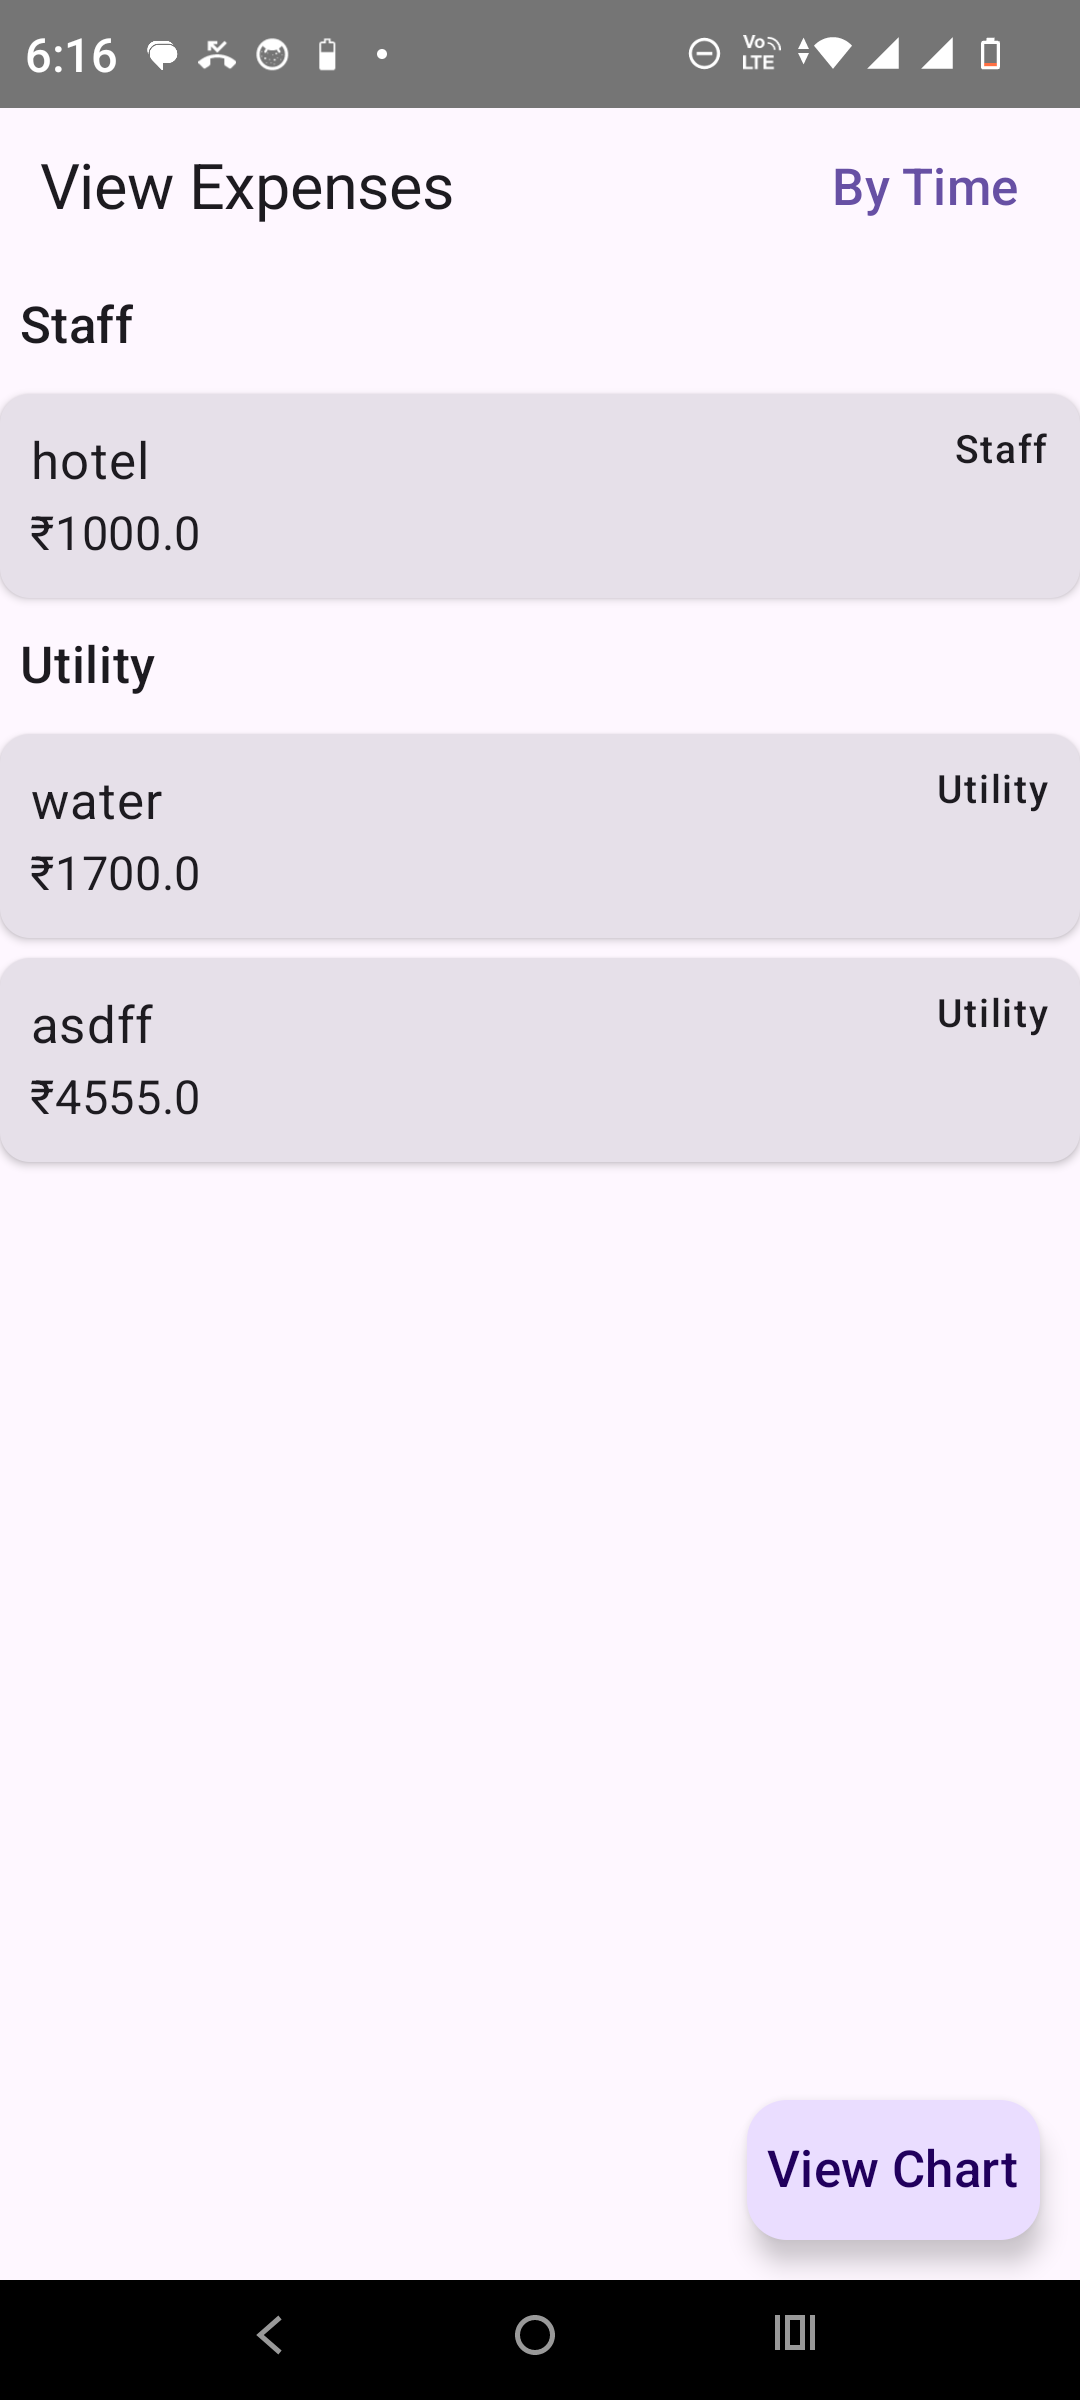 6:16
Vo LTE
View Expenses
By Time
Staff
hotel
Staff
₹1000.0
Utility
water
Utility
₹1700.0
asdff
Utility
₹4555.0
View Chart